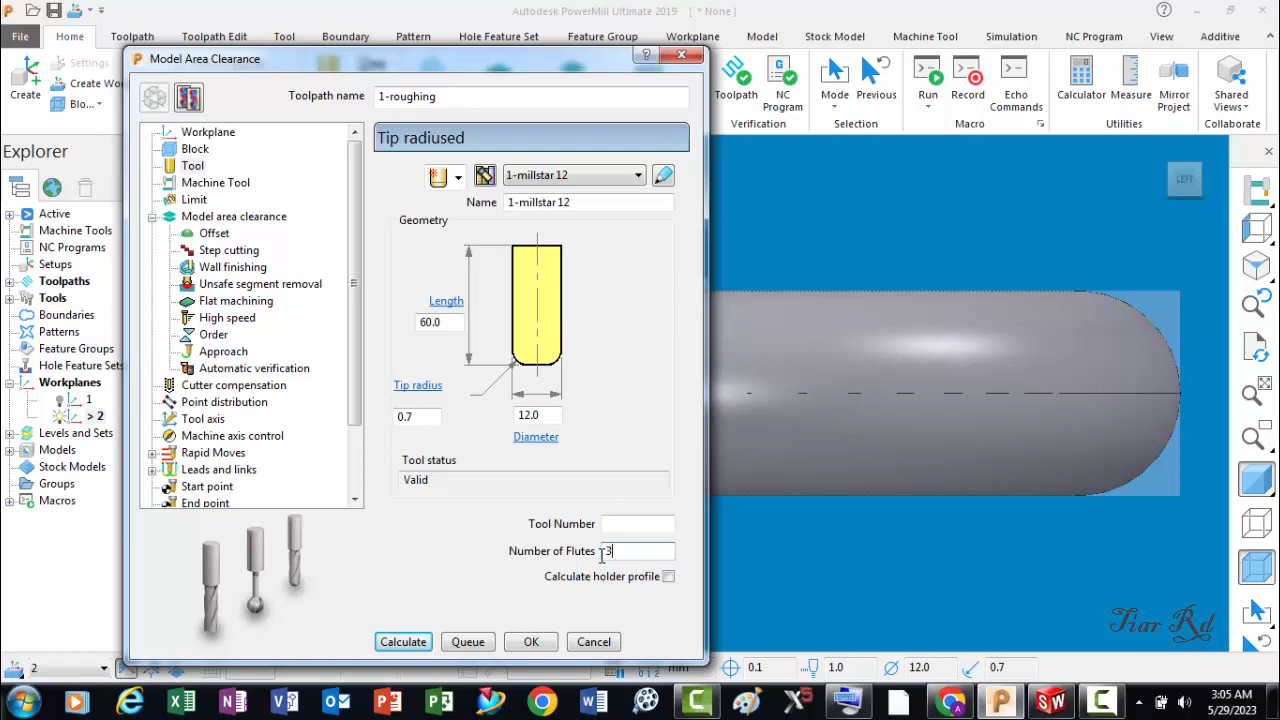 Autodesk PowerMill Ultimate 2019 [ * None ]
File Home Toolpath Toolpath Edit Tool Boundary Pattern Hole Feature Set Feature Group Workplane Model Stock Model Machine Tool Simulation NC Program View Additive
Create
Settings
Create Wo
Blo...
Toolpath
NC Program
Verification
Mode
Previous
Selection
Run
Record
Echo Commands
Macro
Calculator
Measure
Mirror Project
Utilities
Shared Views
Collaborate
Explorer
Active
Machine Tools
NC Programs
Setups
Toolpaths
Tools
Boundaries
Patterns
Feature Groups
Hole Feature Sets
Workplanes
1
> 2
Levels and Sets
Models
Stock Models
Groups
Macros
Model Area Clearance
Toolpath name 1-roughing
Workplane
Block
Tool
Machine Tool
Limit
Model area clearance
Offset
Step cutting
Wall finishing
Unsafe segment removal
Flat machining
High speed
Order
Approach
Automatic verification
Cutter compensation
Point distribution
Tool axis
Machine axis control
Rapid Moves
Leads and links
Start point
End point
Tip radiused
1-millstar 12
Name 1-millstar 12
Geometry
Length
60.0
Tip radius
0.7
12.0
Diameter
Tool status
Valid
Tool Number
Number of Flutes 3
Calculate holder profile
Calculate Queue OK Cancel
LEFT
Tiar Rd
2
mm 0.1 1.0 12.0 0.7
3:05 AM
5/29/2023